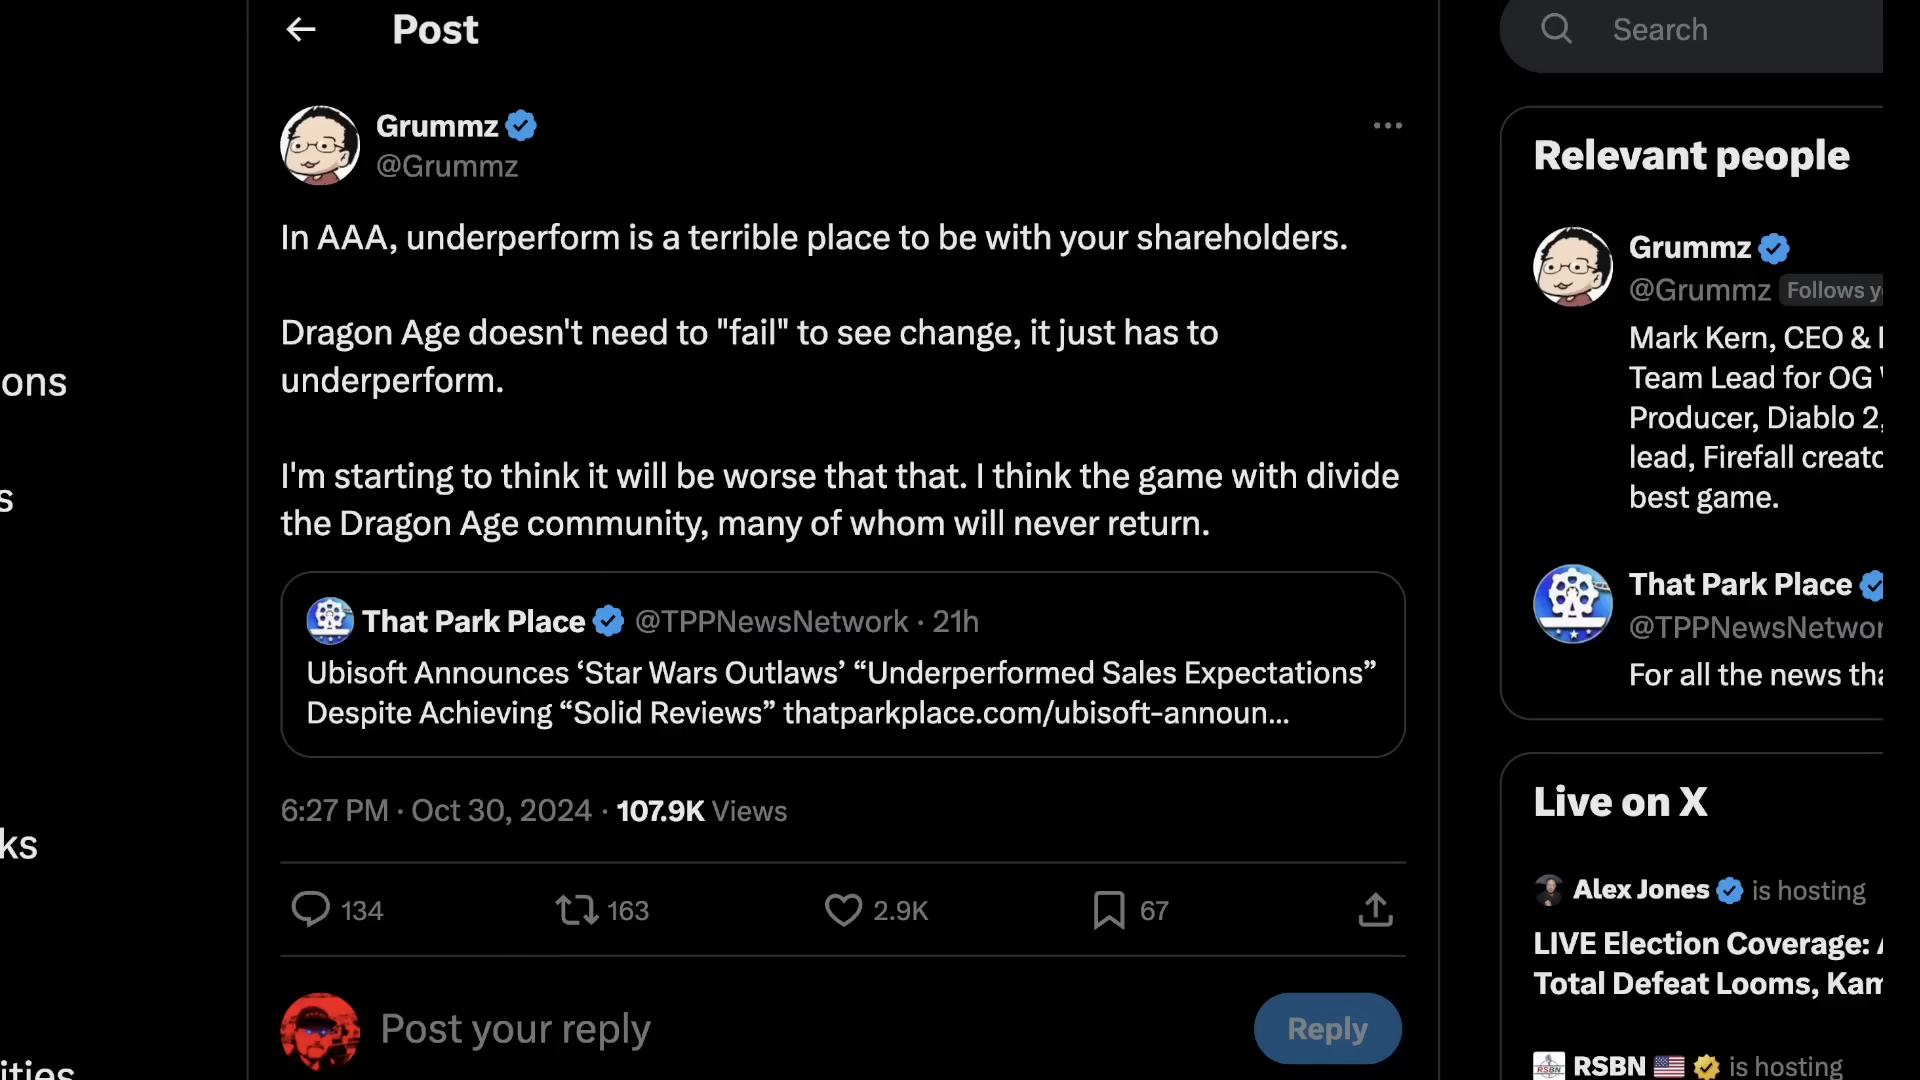 Post
Search
Grummz
@Grummz
In AAA, underperform is a terrible place to be with your shareholders.
Dragon Age doesn't need to "fail" to see change, it just has to
underperform.
I'm starting to think it will be worse that that. I think the game with divide
the Dragon Age community, many of whom will never return.
That Park Place @TPPNewsNetwork · 21h
Ubisoft Announces ‘Star Wars Outlaws’ “Underperformed Sales Expectations”
Despite Achieving “Solid Reviews” thatparkplace.com/ubisoft-announ...
6:27 PM · Oct 30, 2024 · 107.9K Views
134 163 2.9K 67
Post your reply
Reply
ons
s
ks
ities
Relevant people
Grummz
@Grummz Follows y
Mark Kern, CEO &
Team Lead for OG
Producer, Diablo 2,
lead, Firefall creato
best game.
That Park Place
@TPPNewsNetwor
For all the news tha
Live on X
Alex Jones is hosting
LIVE Election Coverage:
Total Defeat Looms, Kam
RSBN is hosting